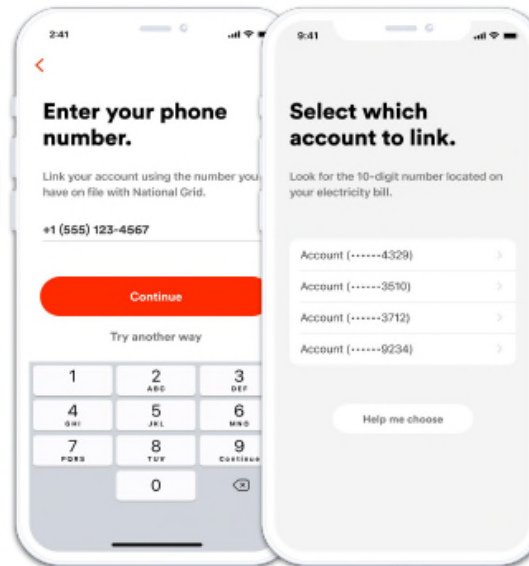 2:41
Enter your phone
number.
Link your account using the number you
have on file with National Grid.
+1 (555) 123-4567
Continue
Try another way
1
2
ABC
3
DEF
4
GHI
5
JKL
6
MNO
7
PQRS
8
TUV
9
Continue
0
9:41
Select which
account to link.
Look for the 10-digit number located on
your electricity bill.
Account (······4329)
Account (······3510)
Account (······3712)
Account (······9234)
Help me choose